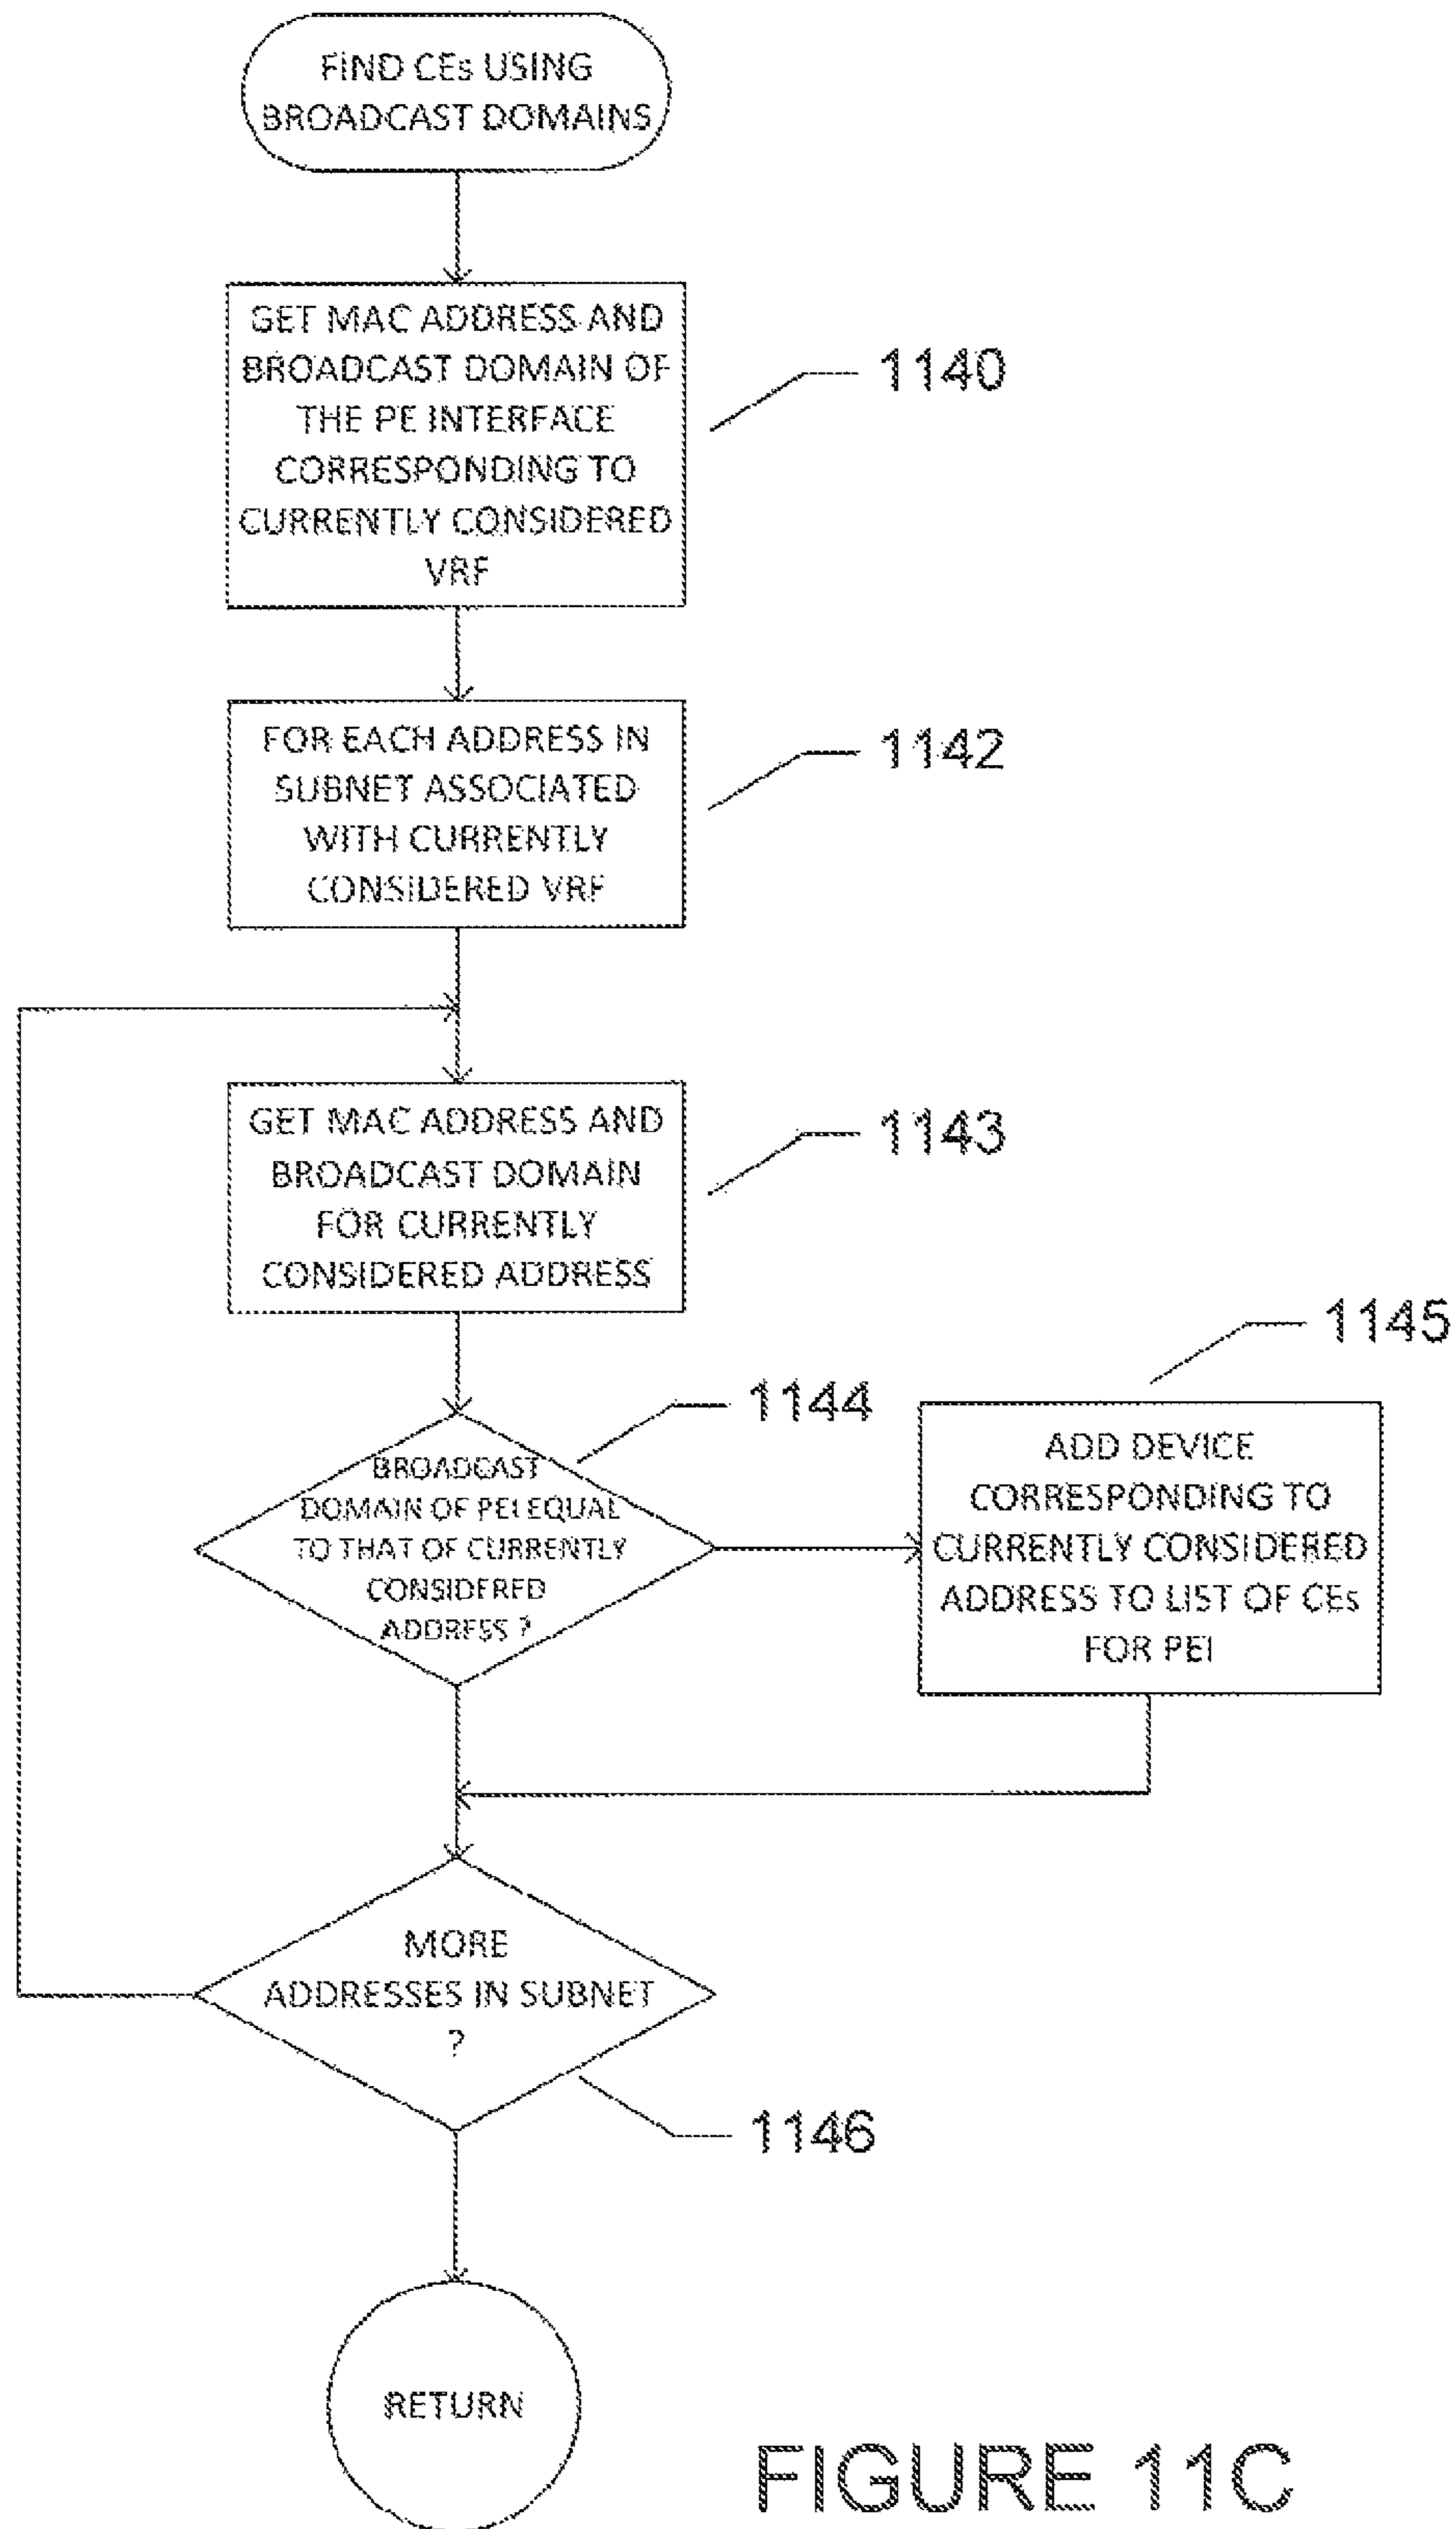 FIND CEs USING
BROADCAST DOMAINS
GET MAC ADDRESS AND
BROADCAST DOMAIN OF
THE PE INTERFACE
CORRESPONDING TO
CURRENTLY CONSIDERED
VRF
1140
FOR EACH ADDRESS IN
SUBNET ASSOCIATED
WITH CURRENTLY
CONSIDERED VRF
1142
GET MAC ADDRESS AND
BROADCAST DOMAIN
FOR CURRENTLY
CONSIDERED ADDRESS
1143
BROADCAST
DOMAIN OF PEI EQUAL
TO THAT OF CURRENTLY
CONSIDERED
ADDRESS ?
1144
ADD DEVICE
CORRESPONDING TO
CURRENTLY CONSIDERED
ADDRESS TO LIST OF CEs
FOR PEI
1145
MORE
ADDRESSES IN SUBNET
?
1146
RETURN
FIGURE 11C